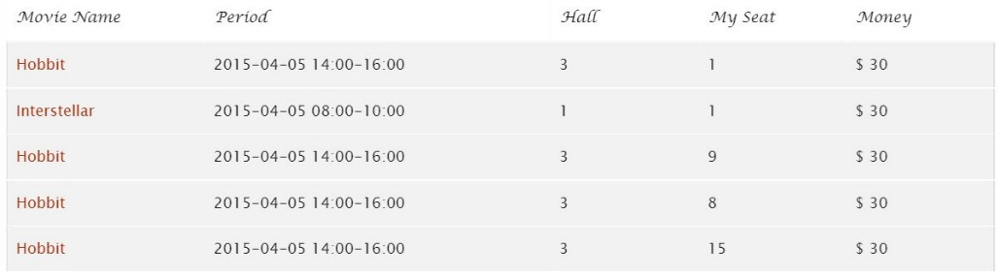 Movie Name Period Hall My Seat Money
Hobbit 2015-04-05 14:00-16:00 3 1 $ 30
Interstellar 2015-04-05 08:00-10:00 1 1 $ 30
Hobbit 2015-04-05 14:00-16:00 3 9 $ 30
Hobbit 2015-04-05 14:00-16:00 3 8 $ 30
Hobbit 2015-04-05 14:00-16:00 3 15 $ 30